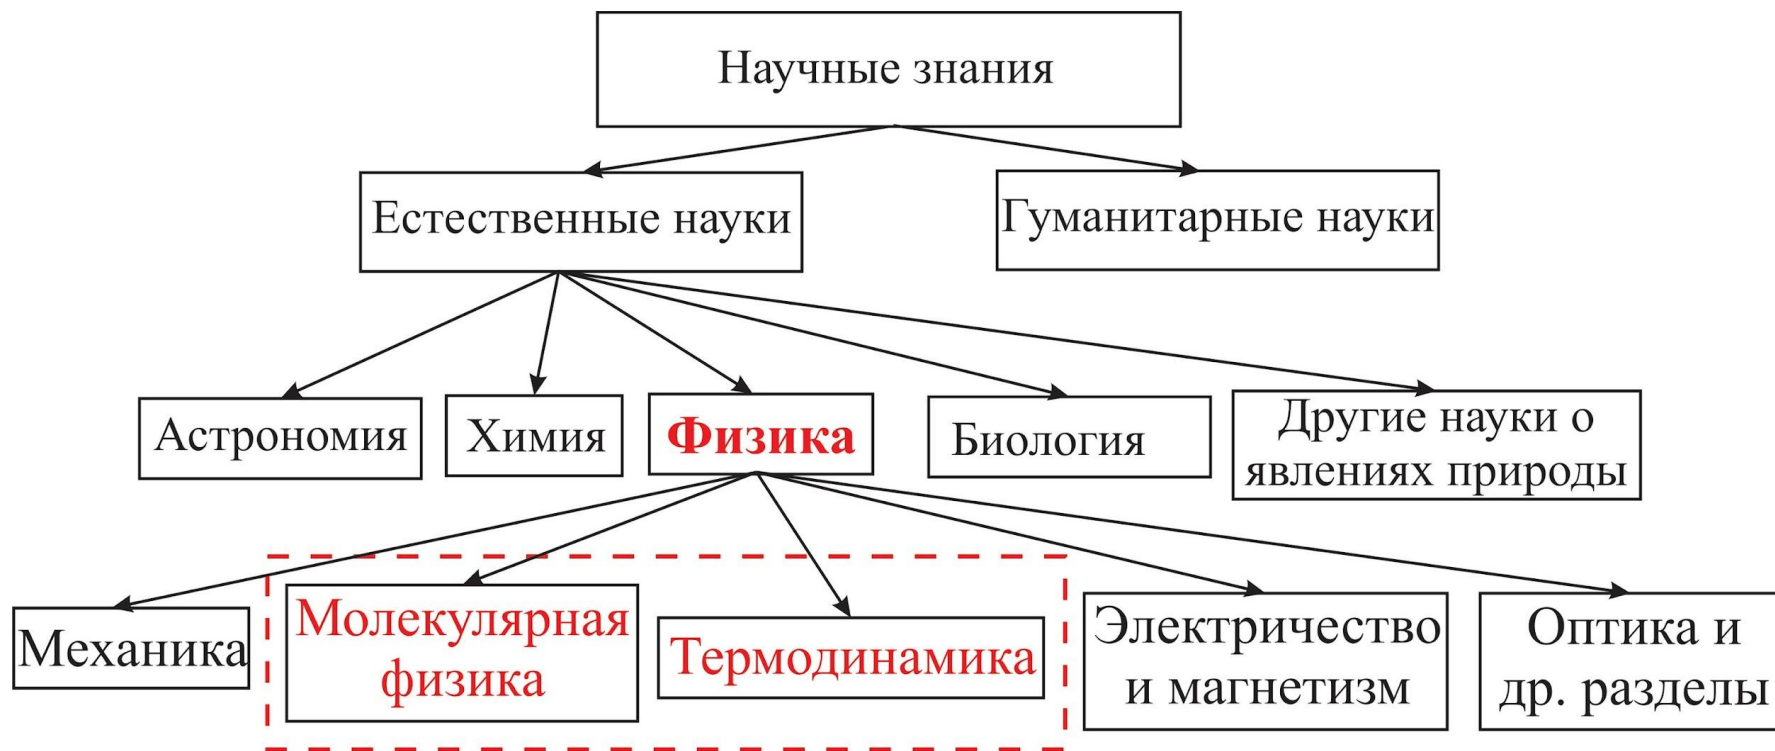 Научные знания
Естественные науки
Гуманитарные науки
Астрономия
Химия
Физика
Биология
Другие науки о
явлениях природы
Механика
Молекулярная
физика
Термодинамика
Электричество
и магнетизм
Оптика и
др. разделы